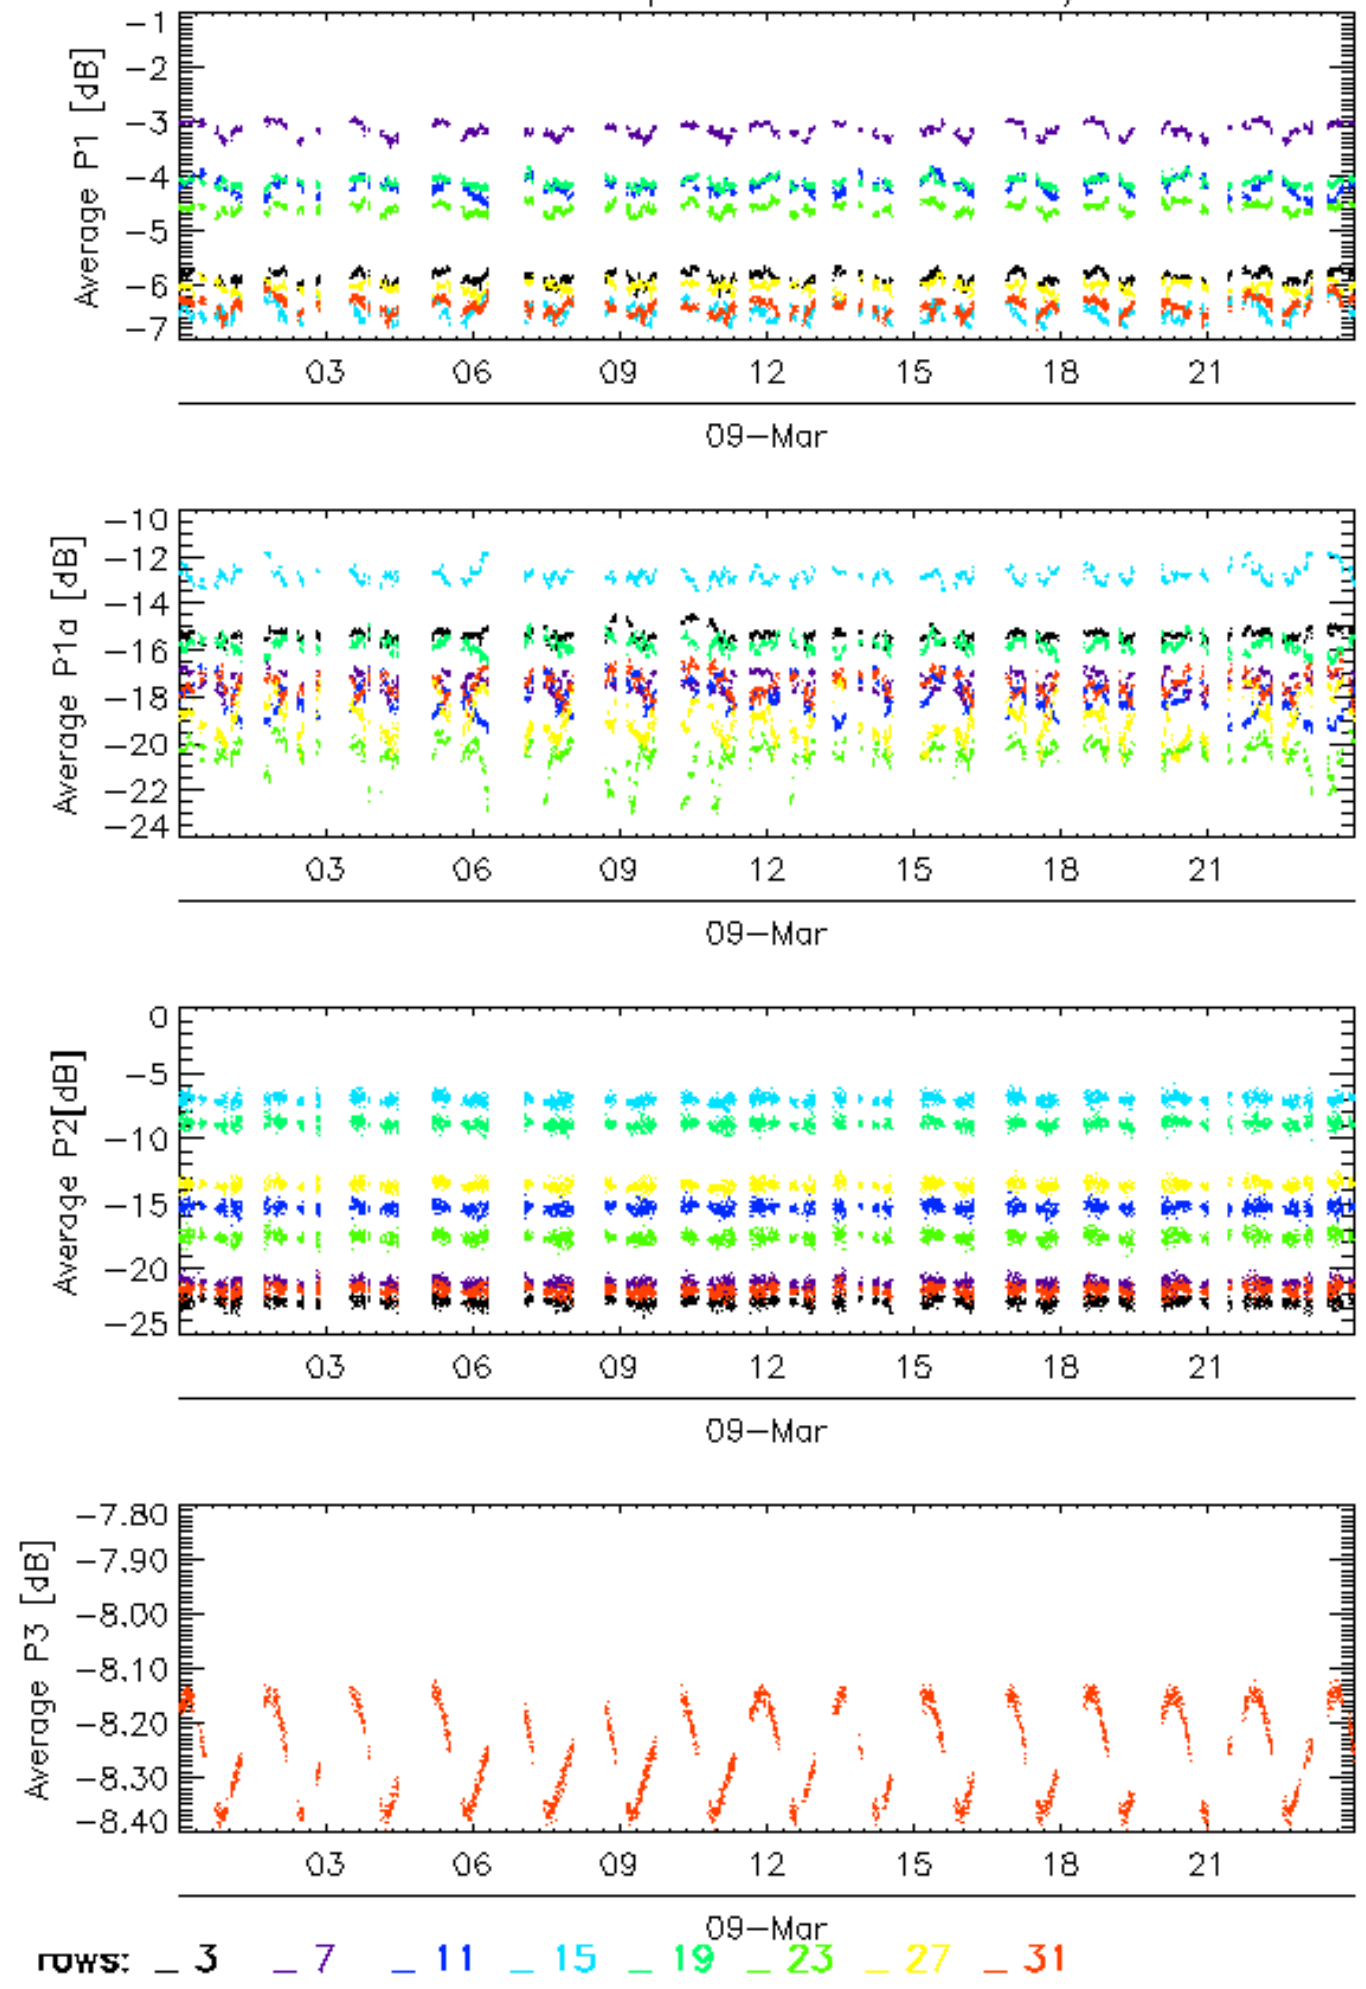 Average P1 [dB]
-1
-2
-3
-4
-5
-6
-7
03 06 09 12 15 18 21
09-Mar
Average P1a [dB]
-10
-12
-14
-16
-18
-20
-22
-24
03 06 09 12 15 18 21
09-Mar
Average P2[dB]
0
-5
-10
-15
-20
-25
03 06 09 12 15 18 21
09-Mar
Average P3 [dB]
-7.80
-7.90
-8.00
-8.10
-8.20
-8.30
-8.40
03 06 09 12 15 18 21
09-Mar
rows: _ 3 _ 7 _ 11 _ 15 _ 19 _ 23 _ 27 _ 31